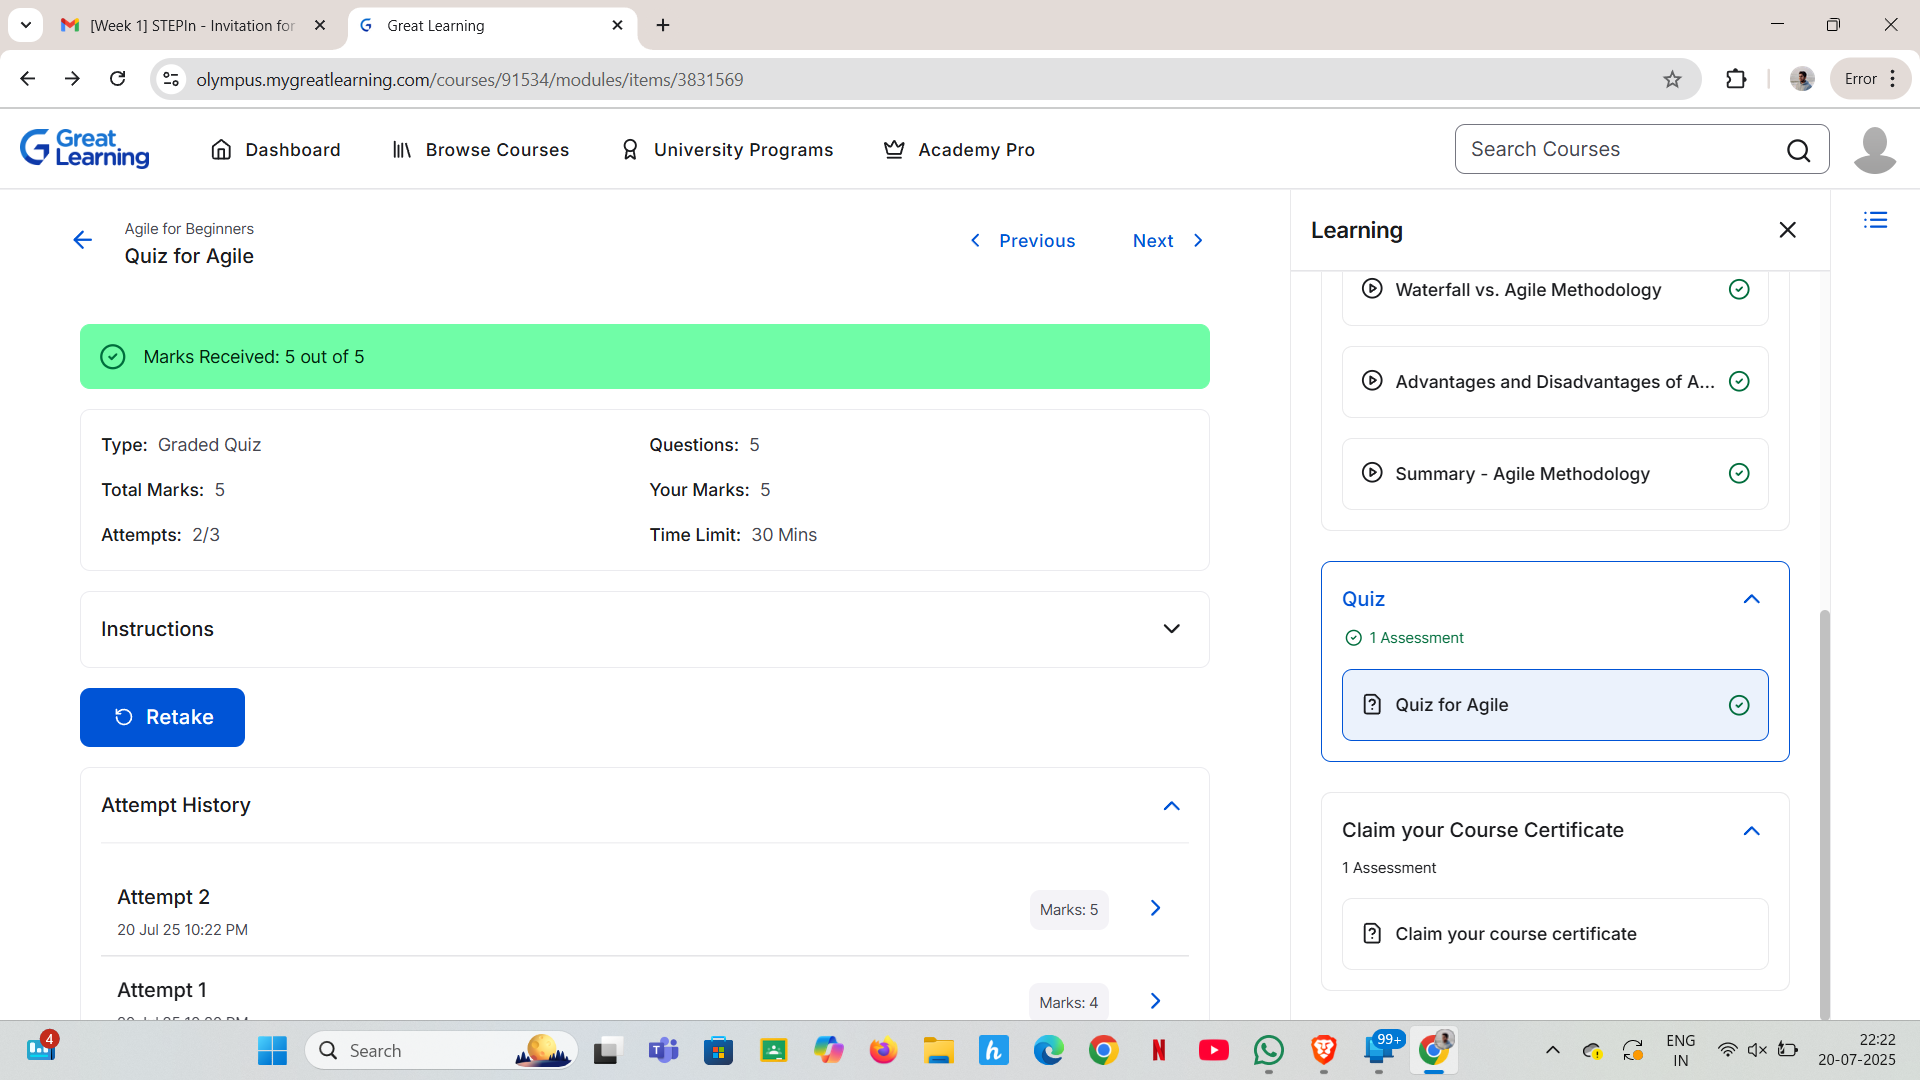 [Week 1] STEPIn - Invitation for
Great Learning
olympus.mygreatlearning.com/courses/91534/modules/items/3831569
Error
Great Learning
Dashboard
Browse Courses
University Programs
Academy Pro
Search Courses
Agile for Beginners
Quiz for Agile
Previous
Next
Marks Received: 5 out of 5
Type: Graded Quiz
Questions: 5
Total Marks: 5
Your Marks: 5
Attempts: 2/3
Time Limit: 30 Mins
Instructions
Retake
Attempt History
Attempt 2
20 Jul 25 10:22 PM
Marks: 5
Attempt 1
Marks: 4
Learning
Waterfall vs. Agile Methodology
Advantages and Disadvantages of A...
Summary - Agile Methodology
Quiz
1 Assessment
Quiz for Agile
Claim your Course Certificate
1 Assessment
Claim your course certificate
4
Search
99+
ENG
IN
22:22
20-07-2025